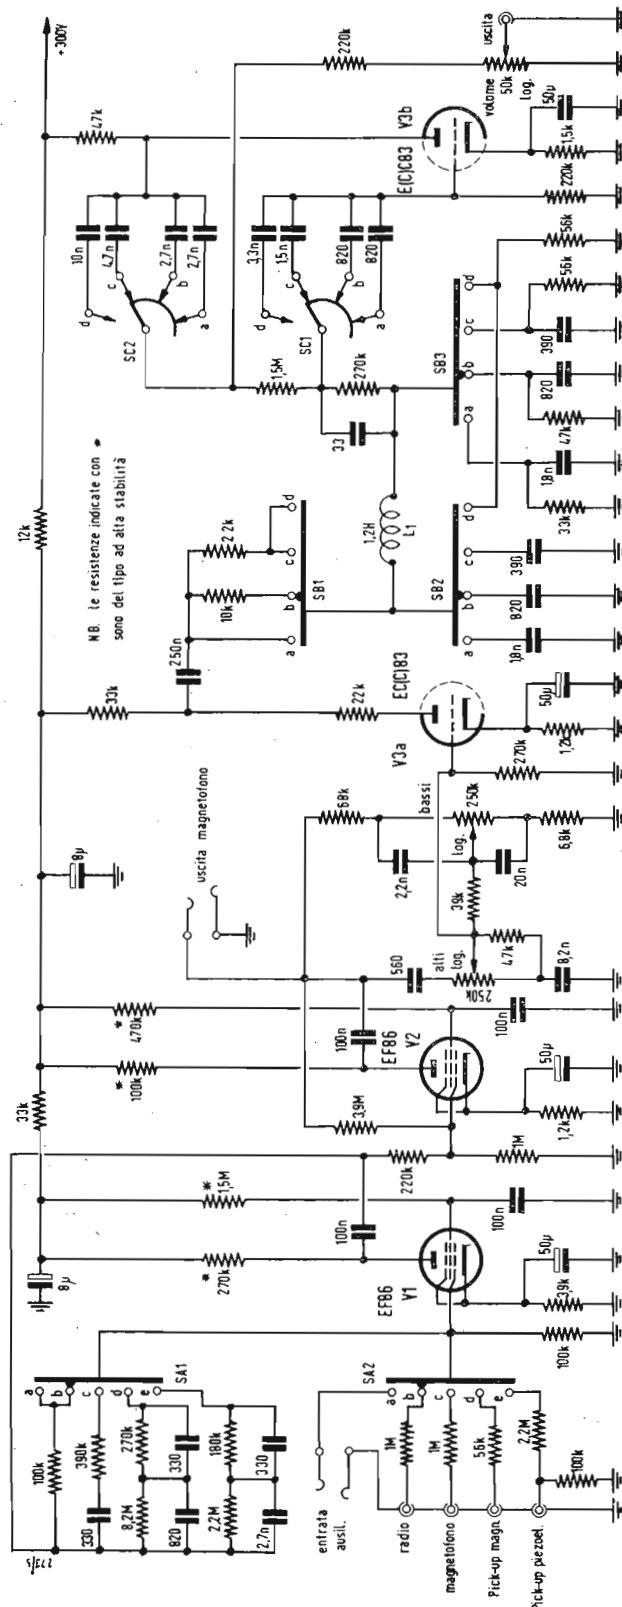 +300V
47k
10n
4,7n
2,7n
2,7n
d
c
b
a
SC2
220k
uscita
volume
50k
log.
V3b
E(C)C83
50µ
1,5k
220k
3,3n
1,5n
820
820
d
c
b
a
SC1
1,5M
270k
33
56k
56k
SB3
d
c
b
a
390
820
47k
1,8n
33k
12k
N.B. le resistenze indicate con *
sono del tipo ad alta stabilità
2,2k
10k
250n
d
c
b
a
SB1
1,2H
L1
SB2
d
c
b
a
390
820
1,8n
33k
22k
EC(C)83
V3a
50µ
1,2k
270k
8µ
uscita magnetofono
68k
bassi
250k
log.
2,2n
20n
6,8k
39k
alti
log.
250k
560
47k
8,2n
* 470k
* 100k
100n
EF86
V2
100n
50µ
1,2k
33k
3,9M
220k
1M
* 1,5M
* 270k
100n
100n
EF86
V1
50µ
3,9k
100k
8µ
SA1
a
b
c
d
e
100k
390k
330
270k
8,2M
330
820
180k
2,2M
330
2,7n
SA2
a
b
c
d
e
entrata
ausil.
1M
1M
56k
2,2M
100k
radio
magnetofono
Pick-up magn.
Pick-up piezoel.